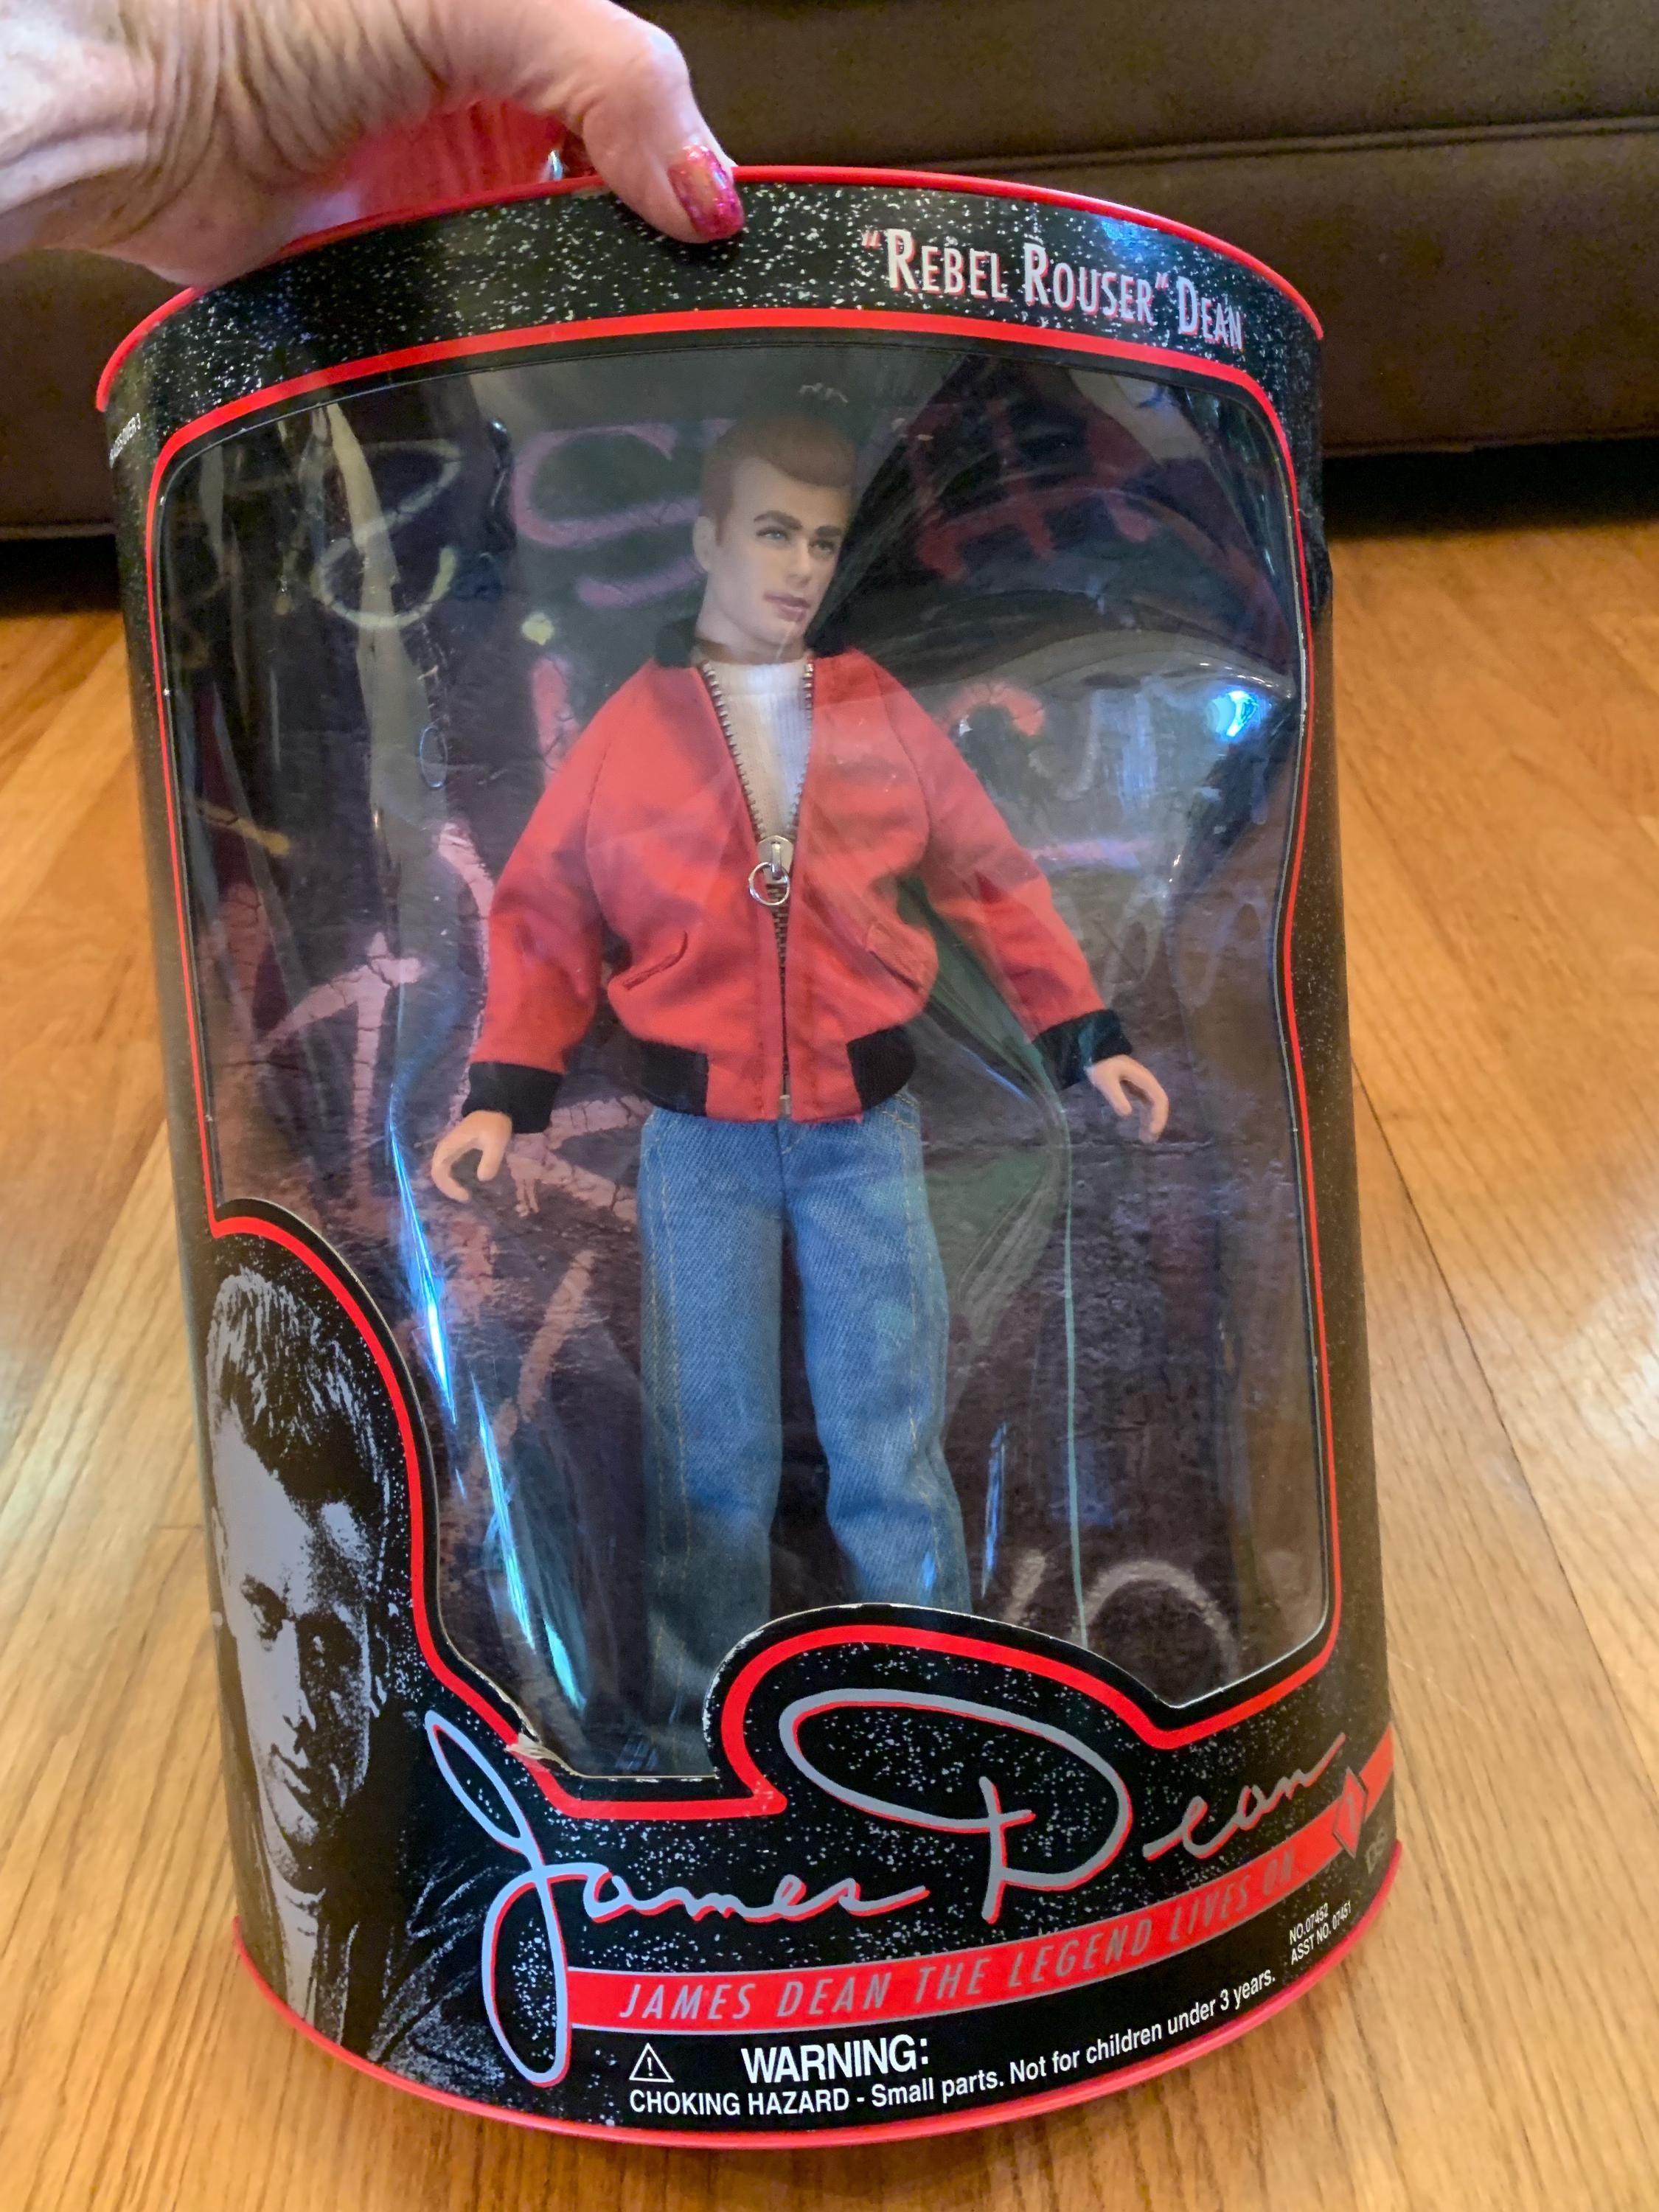 "REBEL ROUSER" DEAN
James Dean
JAMES DEAN THE LEGEND LIVES ON
DSI
NO. 07452
ASST NO. 07451
WARNING:
CHOKING HAZARD - Small parts. Not for children under 3 years.